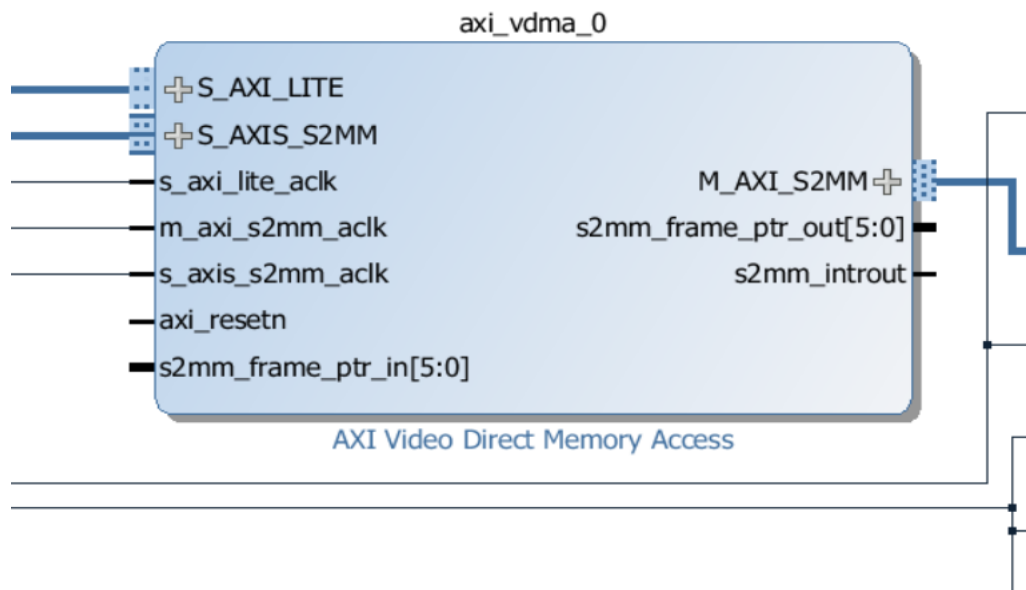 axi_vdma_0
S_AXI_LITE
S_AXIS_S2MM
s_axi_lite_aclk
M_AXI_S2MM
m_axi_s2mm_aclk
s2mm_frame_ptr_out[5:0]
s_axis_s2mm_aclk
s2mm_introut
axi_resetn
s2mm_frame_ptr_in[5:0]
AXI Video Direct Memory Access